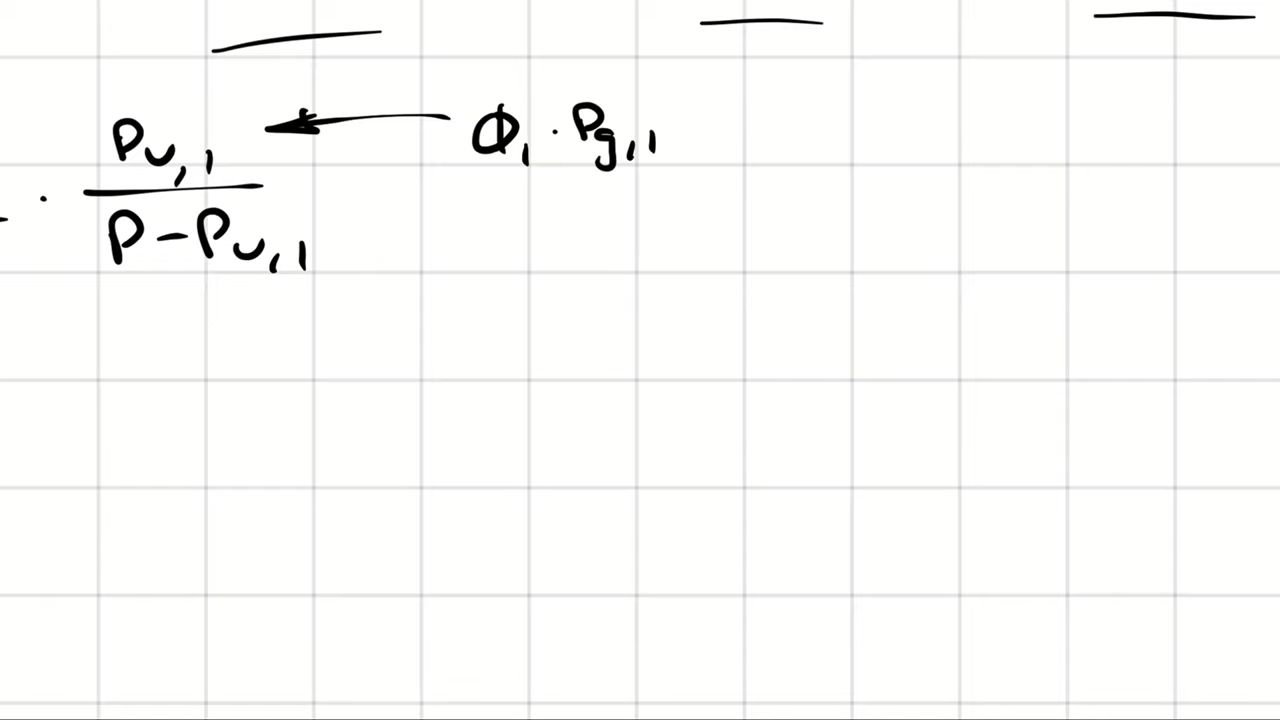 · Pv,1 / (P - Pv,1) ← Φ1 · Pg,1